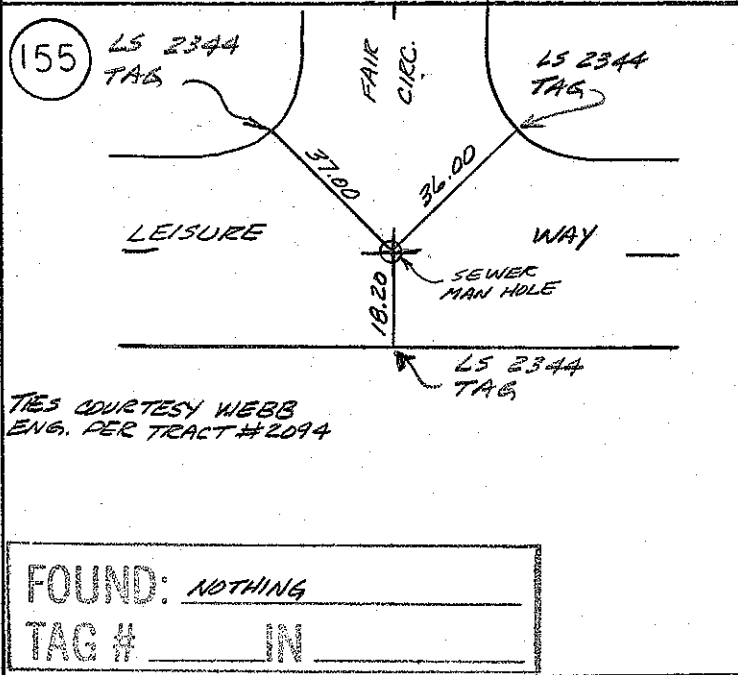 155
LS 2344
TAG
FAIR
CIRC.
LS 2344
TAG
37.00
36.00
LEISURE
WAY
18.20
SEWER
MAN HOLE
LS 2344
TAG
TIES COURTESY WEBB
ENG. PER TRACT #2094
FOUND: NOTHING
TAG # IN